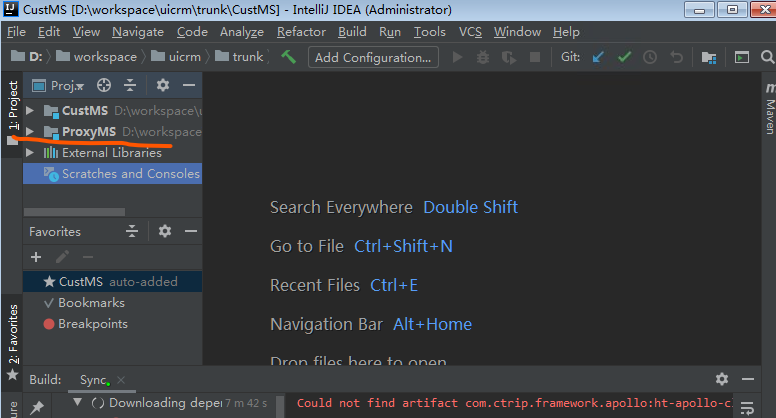 CustMS [D:\workspace\uicrm\trunk\CustMS] - IntelliJ IDEA (Administrator)
File Edit View Navigate Code Analyze Refactor Build Run Tools VCS Window Help
D: workspace uicrm trunk Add Configuration... Git:
1: Project
Proj..
CustMS D:\workspace\u
ProxyMS D:\workspace
External Libraries
Scratches and Consoles
Maven
Search Everywhere Double Shift
Go to File Ctrl+Shift+N
Recent Files Ctrl+E
Navigation Bar Alt+Home
Drop files here to open
Favorites
CustMS auto-added
Bookmarks
Breakpoints
2: Favorites
Build: Sync
Downloading deper 7 m 42 s
Could not find artifact com.ctrip.framework.apollo:ht-apollo-c